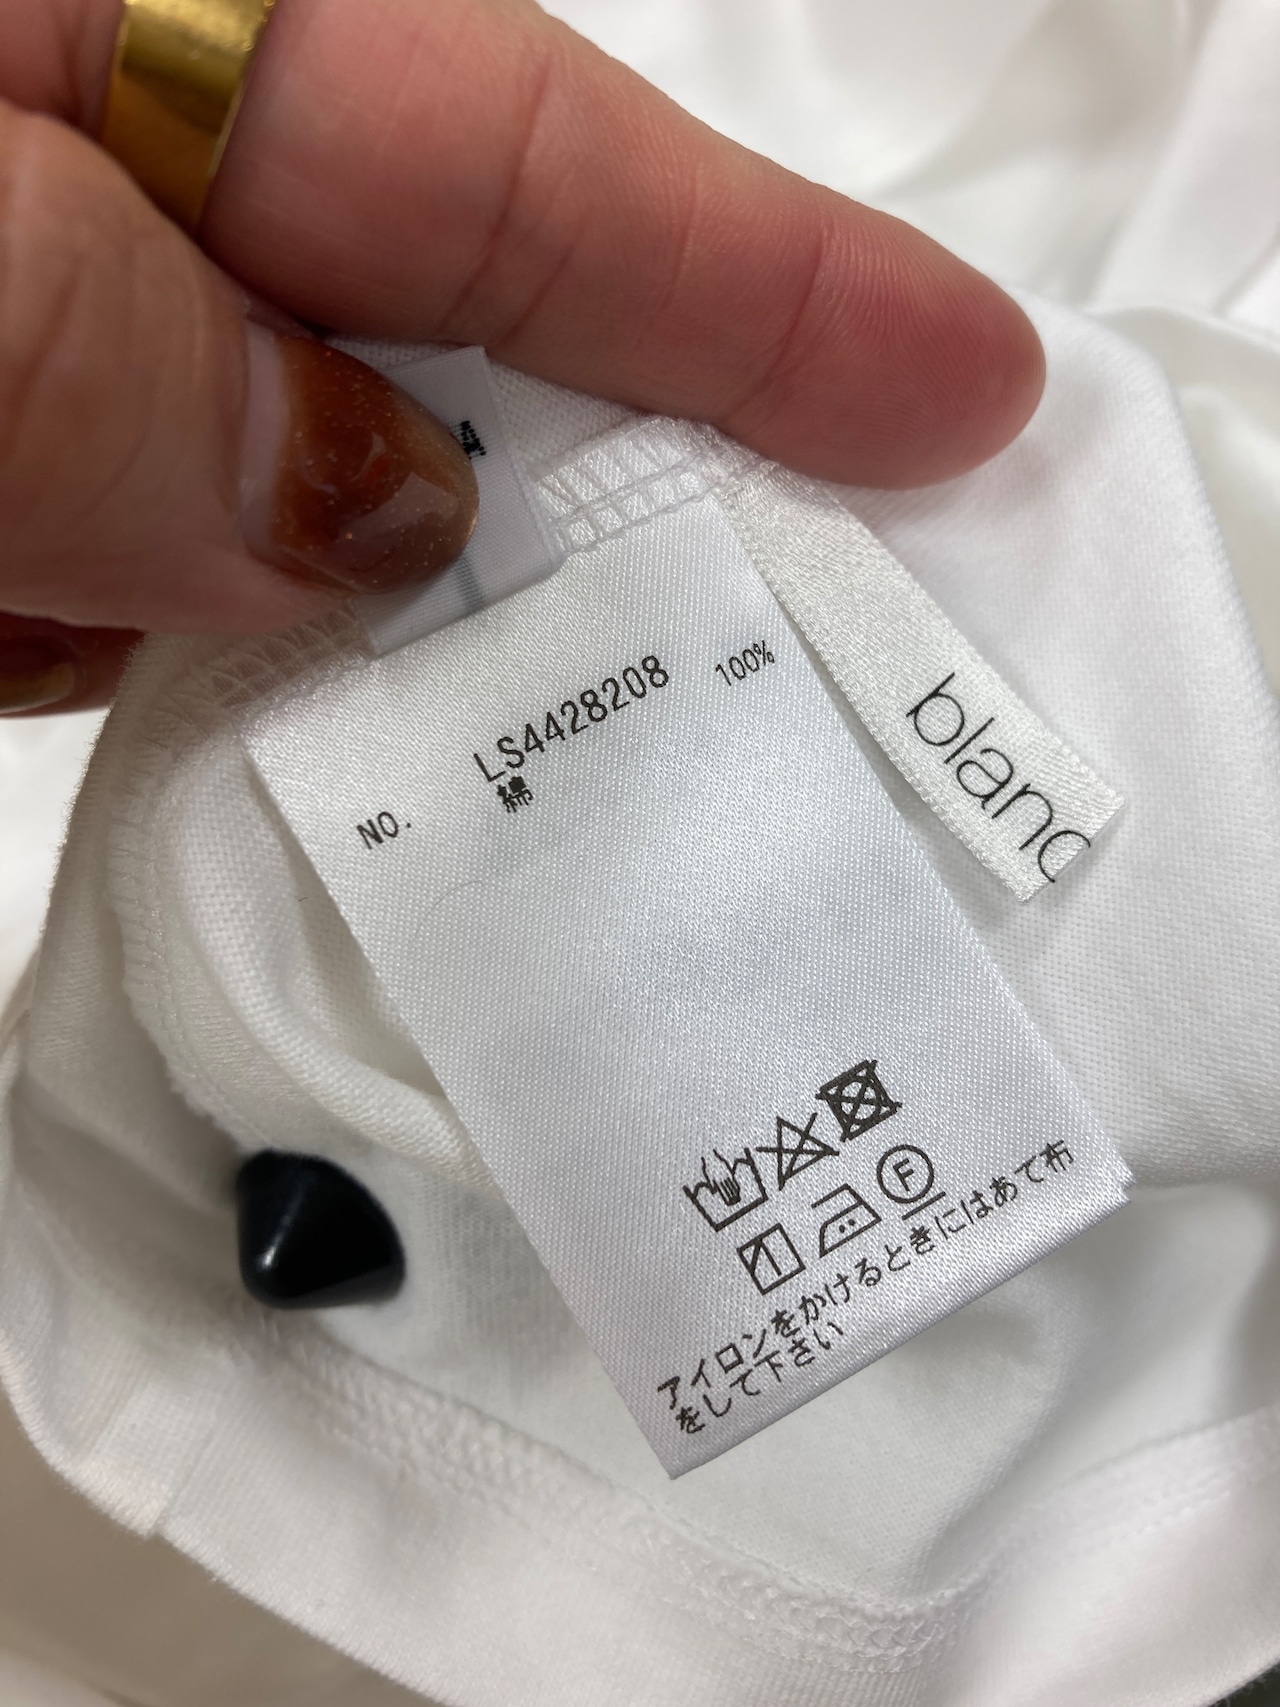 NO. LS4428208
綿 100%
F
アイロンをかけるときにはあて布
をして下さい
blanc